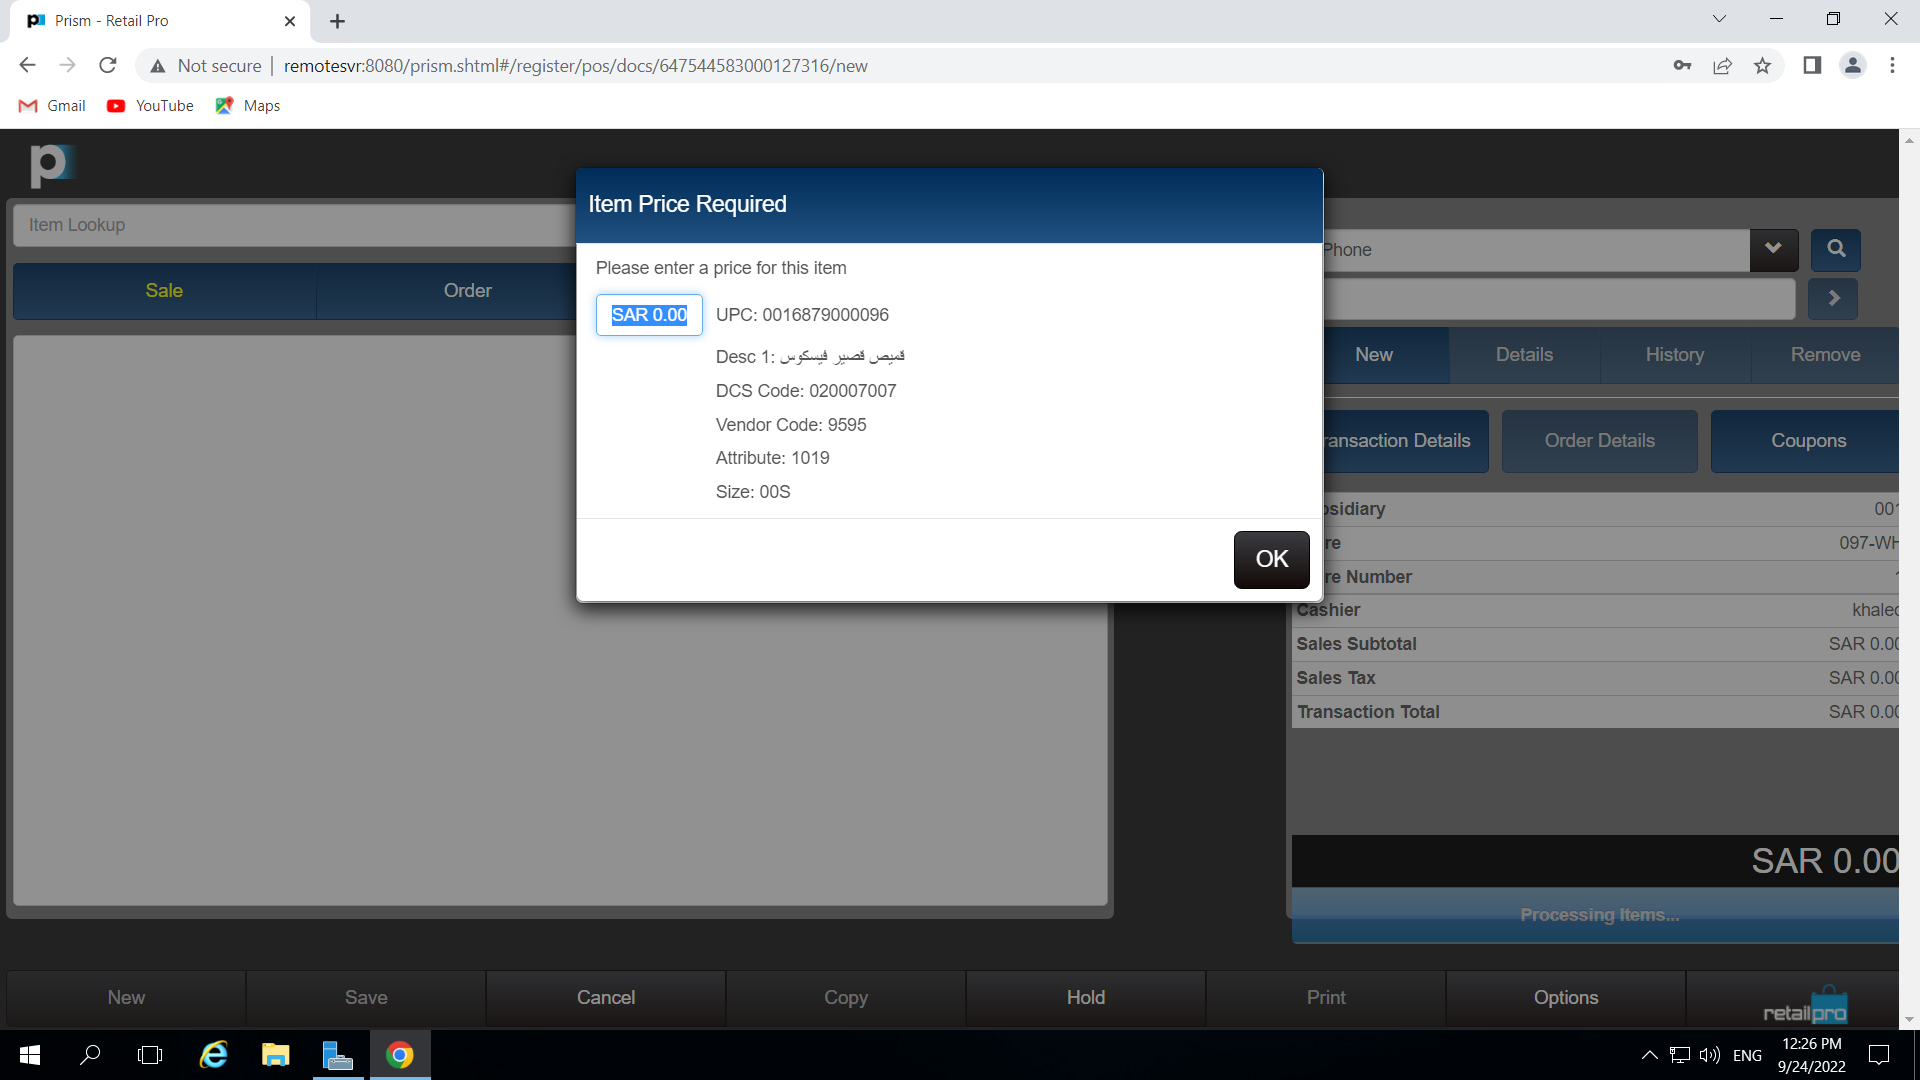 Prism - Retail Pro
Not secure
remotesvr:8080/prism.shtml#/register/pos/docs/647544583000127316/new
Gmail
YouTube
Maps
p
Item Lookup
Sale
Order
Item Price Required
Please enter a price for this item
SAR 0.00
UPC: 0016879000096
Desc 1: قميص قصير فيسكوس
DCS Code: 020007007
Vendor Code: 9595
Attribute: 1019
Size: 00S
OK
Phone
New
Details
History
Remove
ransaction Details
Order Details
Coupons
sidiary 001
re 097-WH
re Number
Cashier khaled
Sales Subtotal SAR 0.00
Sales Tax SAR 0.00
Transaction Total SAR 0.00
SAR 0.00
Processing Items...
New
Save
Cancel
Copy
Hold
Print
Options
retailpro
ENG
12:26 PM
9/24/2022